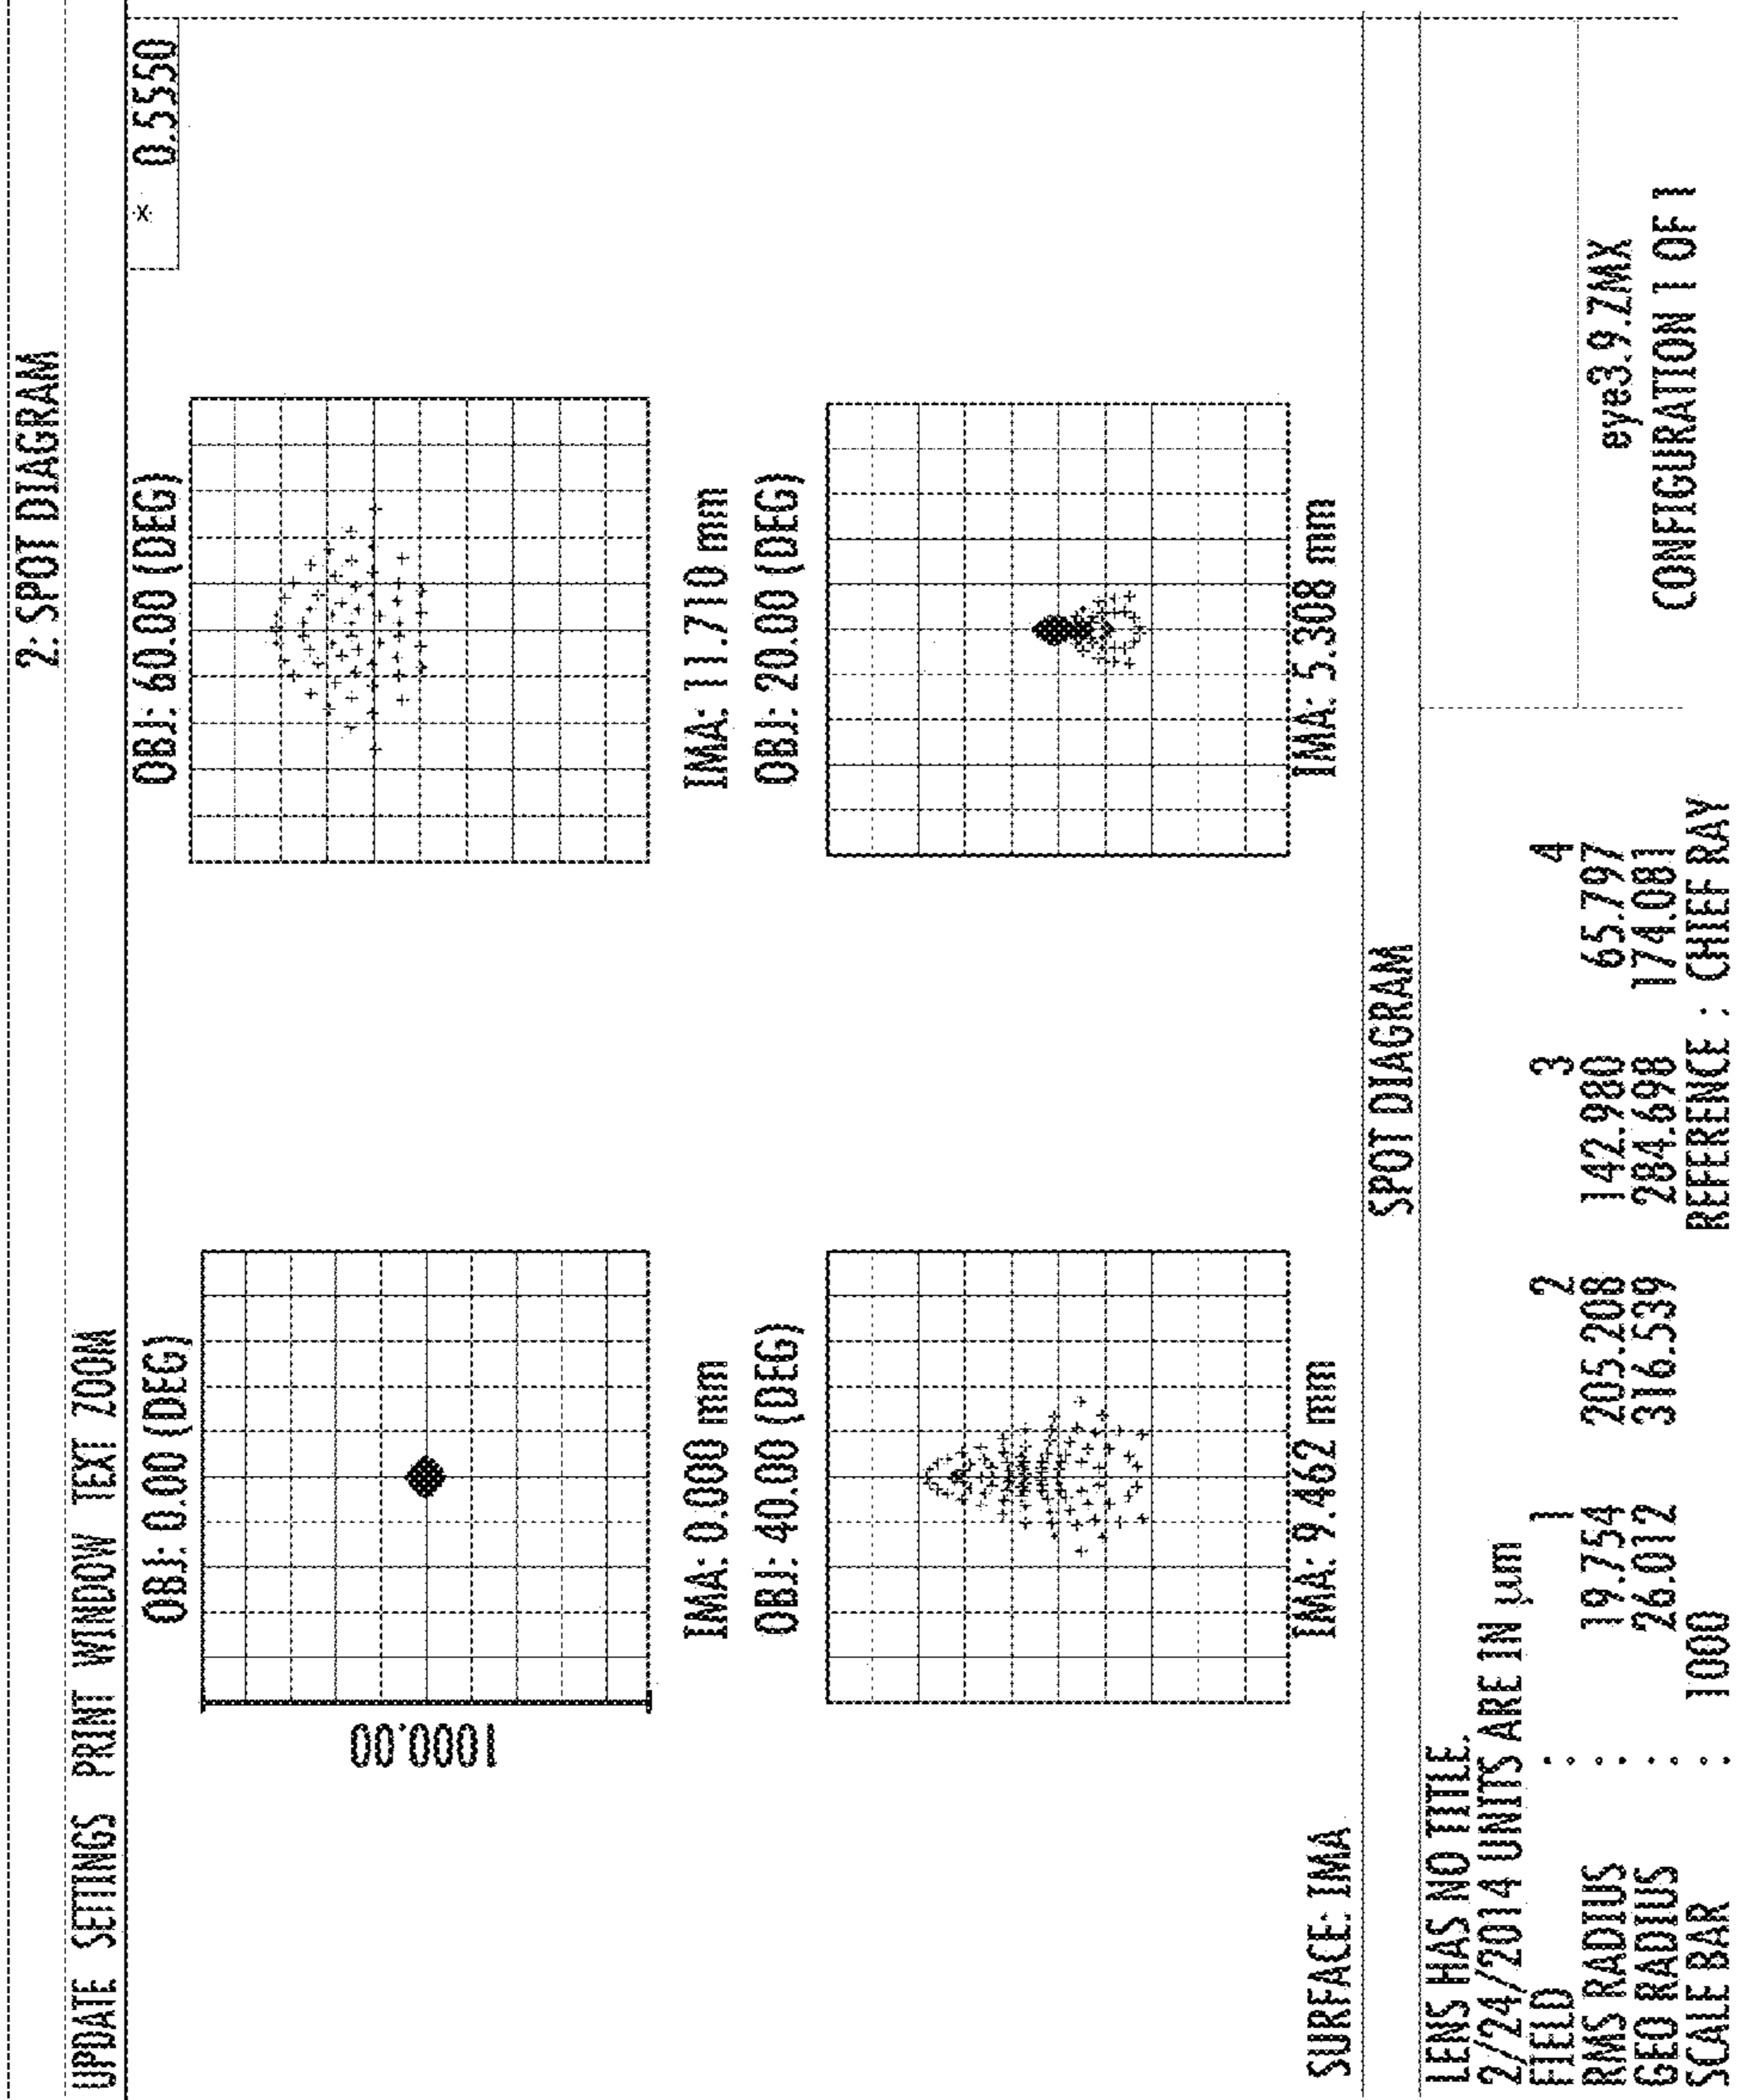 2: SPOT DIAGRAM
UPDATE SETTINGS PRINT WINDOW TEXT ZOOM
× 0.5550
OBJ: 0.00 (DEG)
OBJ: 60.00 (DEG)
1000.00
IMA: 0.000 mm
IMA: 11.710 mm
OBJ: 40.00 (DEG)
OBJ: 20.00 (DEG)
IMA: 9.462 mm
IMA: 5.308 mm
SURFACE: IMA
SPOT DIAGRAM
LENS HAS NO TITLE.
2/24/2014 UNITS ARE IN µm
FIELD : 1 2 3 4
RMS RADIUS : 19.754 205.208 142.980 65.797
GEO RADIUS : 26.012 316.539 284.698 174.081
SCALE BAR : 1000 REFERENCE : CHIEF RAY
eye3.9.ZMX
CONFIGURATION 1 OF 1